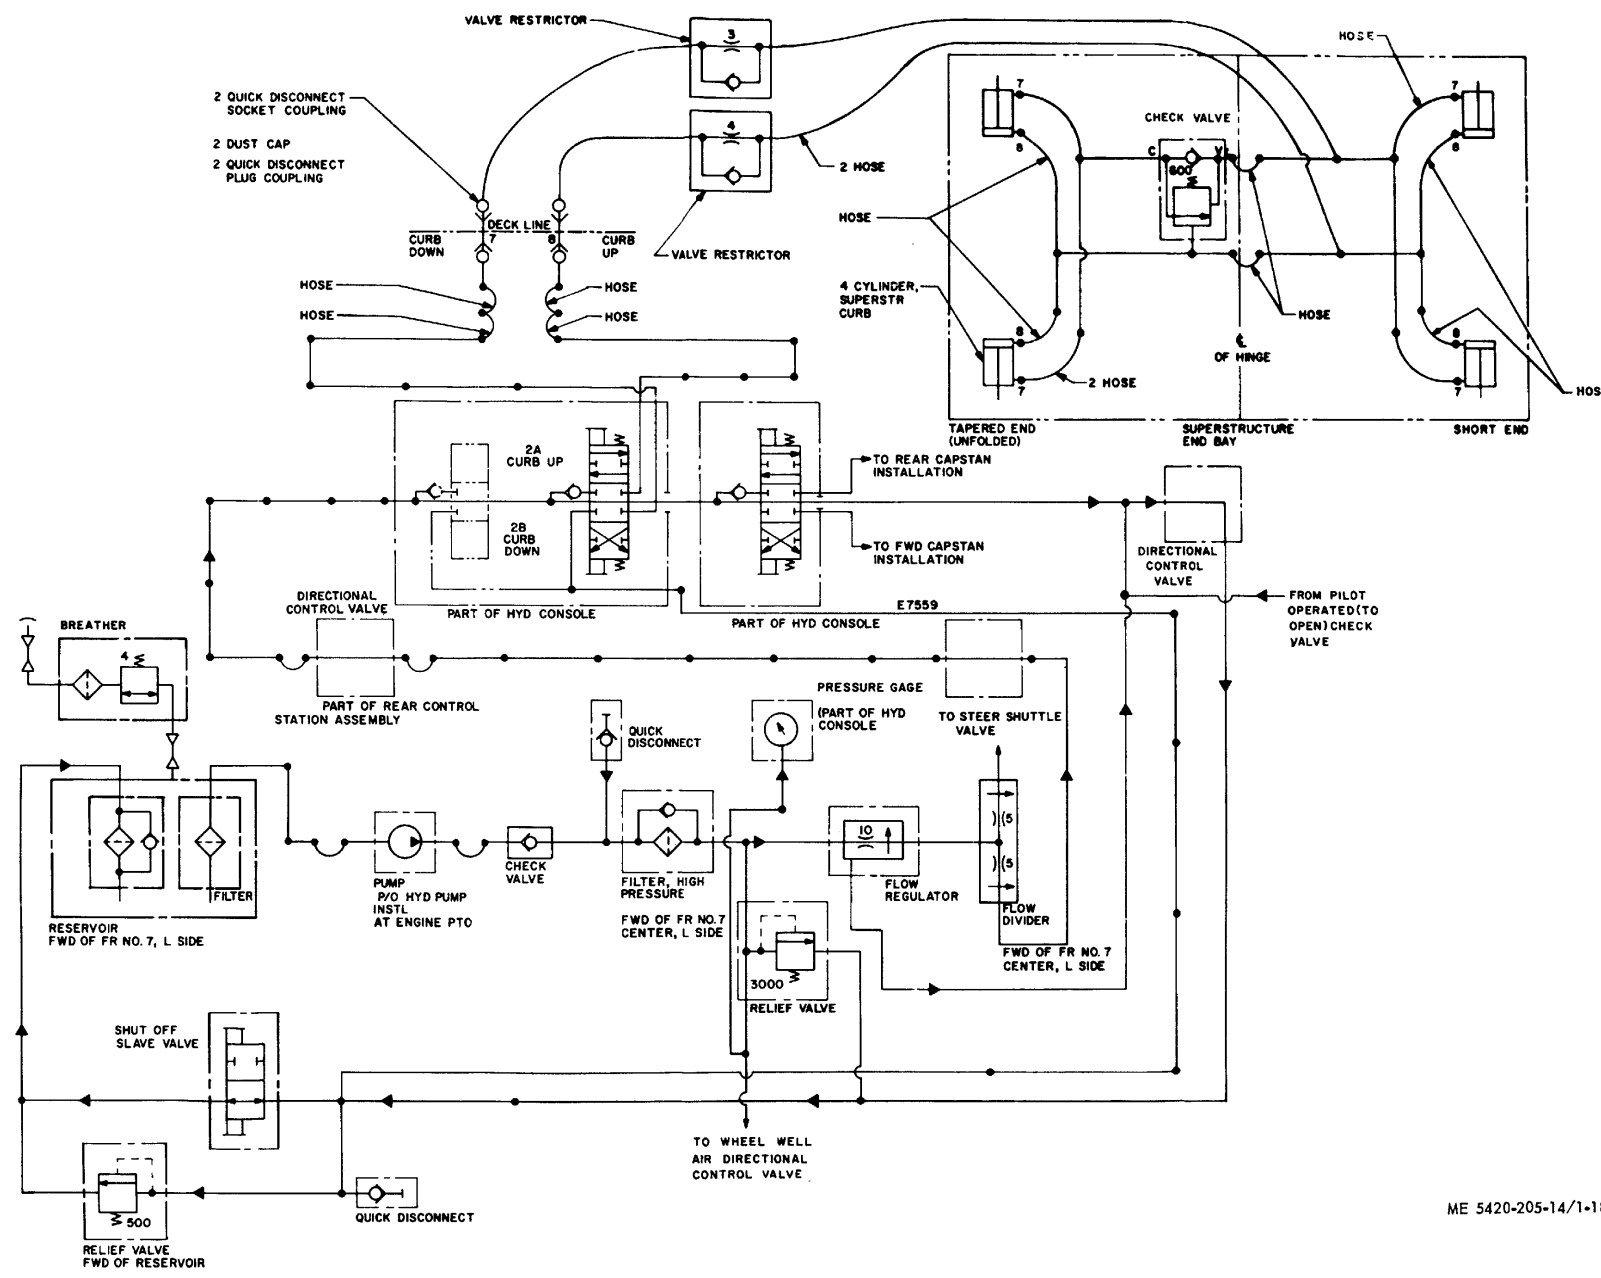 VALVE RESTRICTOR
3
HOSE
2 QUICK DISCONNECT
SOCKET COUPLING
2 DUST CAP
2 QUICK DISCONNECT
PLUG COUPLING
4
2 HOSE
7
8
CHECK VALVE
C
V
600
7
8
HOSE
DECK LINE
CURB
DOWN
7
8
CURB
UP
VALVE RESTRICTOR
HOSE
HOSE
HOSE
HOSE
4 CYLINDER,
SUPERSTR
CURB
8
7
2 HOSE
HOSE
℄
OF HINGE
8
7
HOS
TAPERED END
(UNFOLDED)
SUPERSTRUCTURE
END BAY
SHORT END
2A
CURB UP
2B
CURB
DOWN
TO REAR CAPSTAN
INSTALLATION
TO FWD CAPSTAN
INSTALLATION
DIRECTIONAL
CONTROL
VALVE
DIRECTIONAL
CONTROL VALVE
PART OF HYD CONSOLE
E7559
PART OF HYD CONSOLE
FROM PILOT
OPERATED (TO
OPEN) CHECK
VALVE
BREATHER
4
PART OF REAR CONTROL
STATION ASSEMBLY
PRESSURE GAGE
(PART OF HYD
CONSOLE
TO STEER SHUTTLE
VALVE
QUICK
DISCONNECT
FILTER
RESERVOIR
FWD OF FR NO. 7, L SIDE
PUMP
P/O HYD PUMP
INSTL
AT ENGINE PTO
CHECK
VALVE
FILTER, HIGH
PRESSURE
FWD OF FR NO.7
CENTER, L SIDE
10
FLOW
REGULATOR
5
5
FLOW
DIVIDER
FWD OF FR NO. 7
CENTER, L SIDE
3000
RELIEF VALVE
SHUT OFF
SLAVE VALVE
TO WHEEL WELL
AIR DIRECTIONAL
CONTROL VALVE
500
QUICK DISCONNECT
RELIEF VALVE
FWD OF RESERVOIR
ME 5420-205-14/1-1